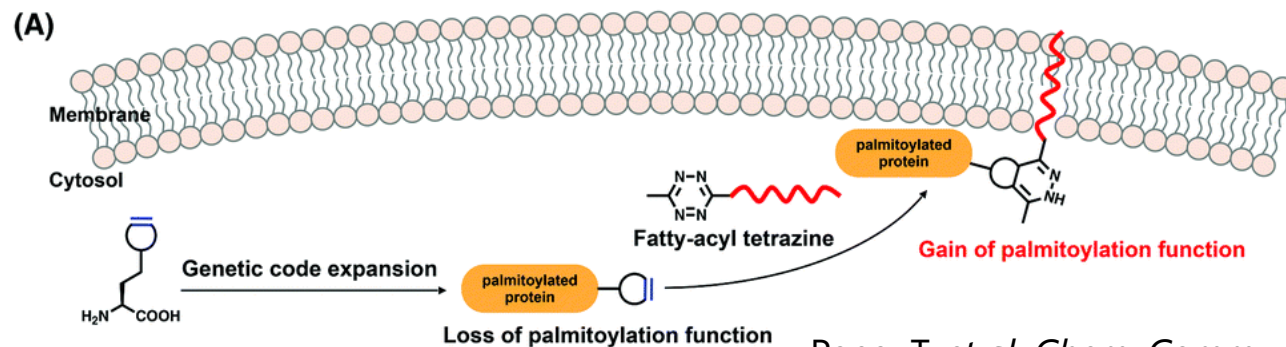 (A)
Membrane
Cytosol
palmitoylated
protein
N
NH
N N
N=N
Fatty-acyl tetrazine
Gain of palmitoylation function
Genetic code expansion
palmitoylated
protein
H₂N COOH
Loss of palmitoylation function